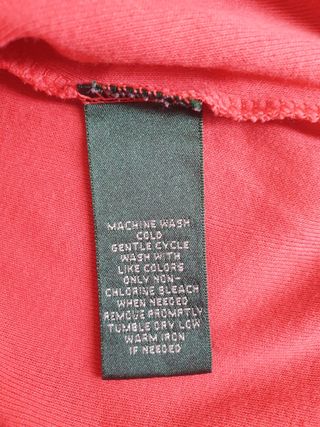 MACHINE WASH
COLD
GENTLE CYCLE
WASH WITH
LIKE COLORS
ONLY NON-
CHLORINE BLEACH
WHEN NEEDED
REMOVE PROMPTLY
TUMBLE DRY LOW
WARM IRON
IF NEEDED